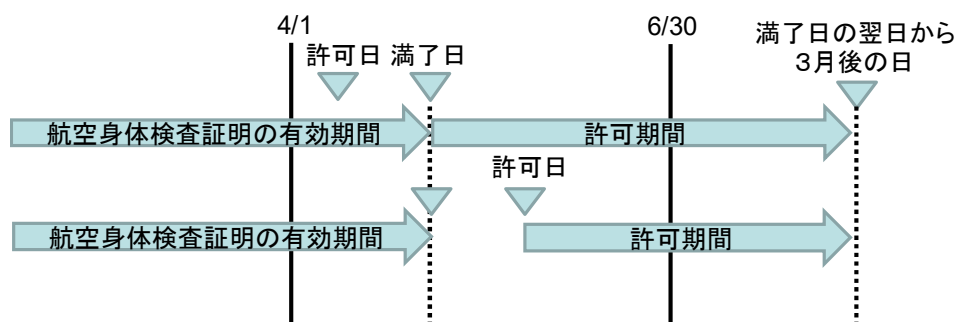 4/1
6/30
満了日の翌日から
３月後の日
許可日 満了日
航空身体検査証明の有効期間
許可期間
許可日
航空身体検査証明の有効期間
許可期間